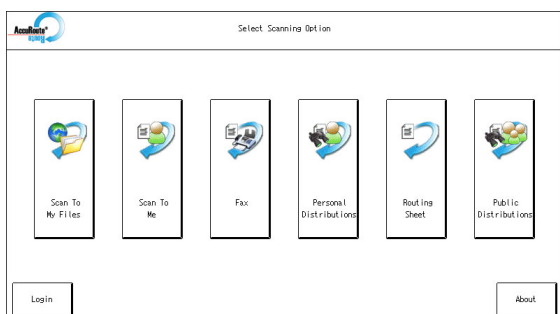 AccuRoute®
Select Scanning Option
Scan To
My Files
Scan To
Me
Fax
Personal
Distributions
Routing
Sheet
Public
Distributions
Login
About